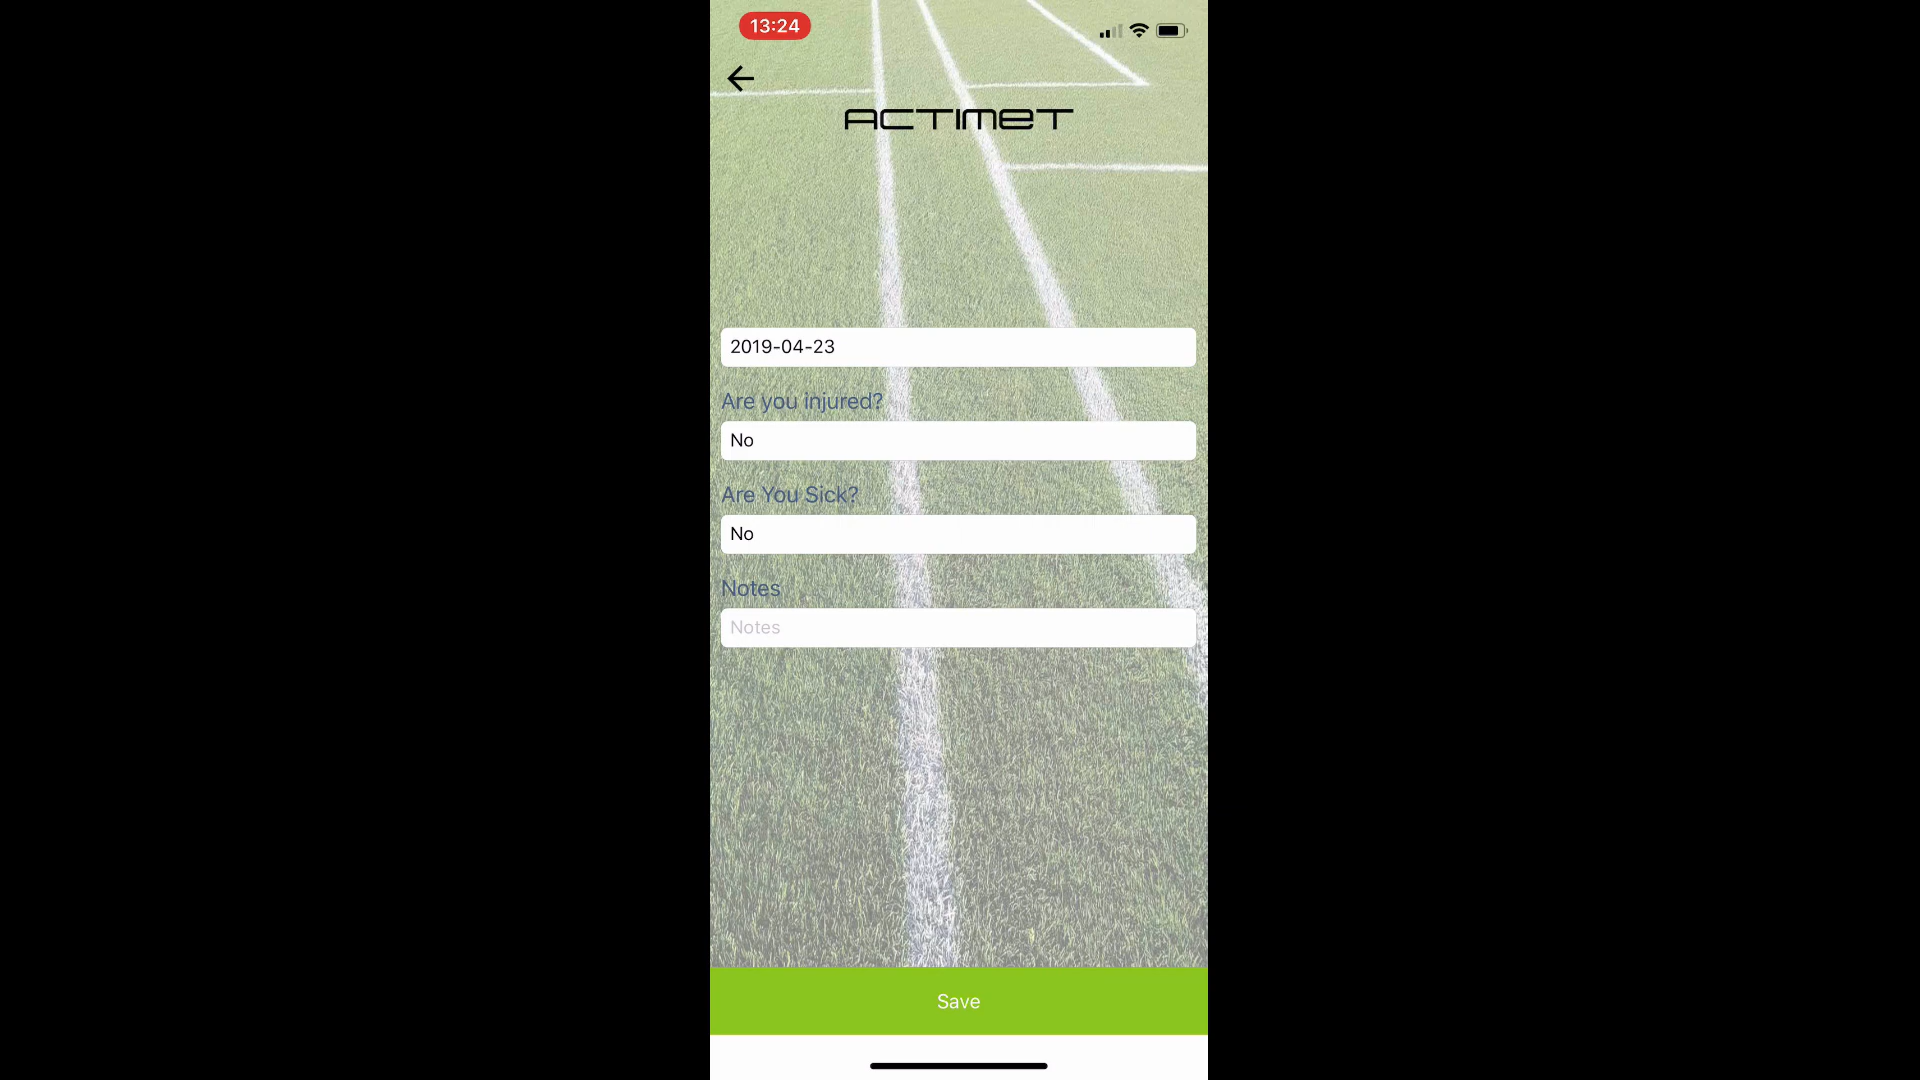 13:24
ACTIMET
2019-04-23
Are you injured?
No
Are You Sick?
No
Notes
Notes
Save